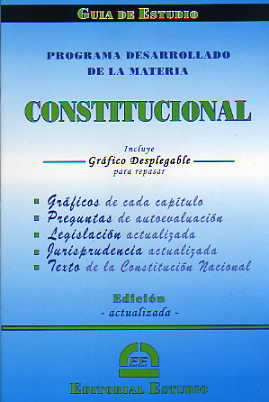 GUIA DE ESTUDIO
PROGRAMA DESARROLLADO
DE LA MATERIA
CONSTITUCIONAL
Incluye
Gráfico Desplegable
para repasar
Gráficos de cada capítulo
Preguntas de autoevaluación
Legislación actualizada
Jurisprudencia actualizada
Texto de la Constitución Nacional
Edición
- actualizada -
EE
EDITORIAL ESTUDIO